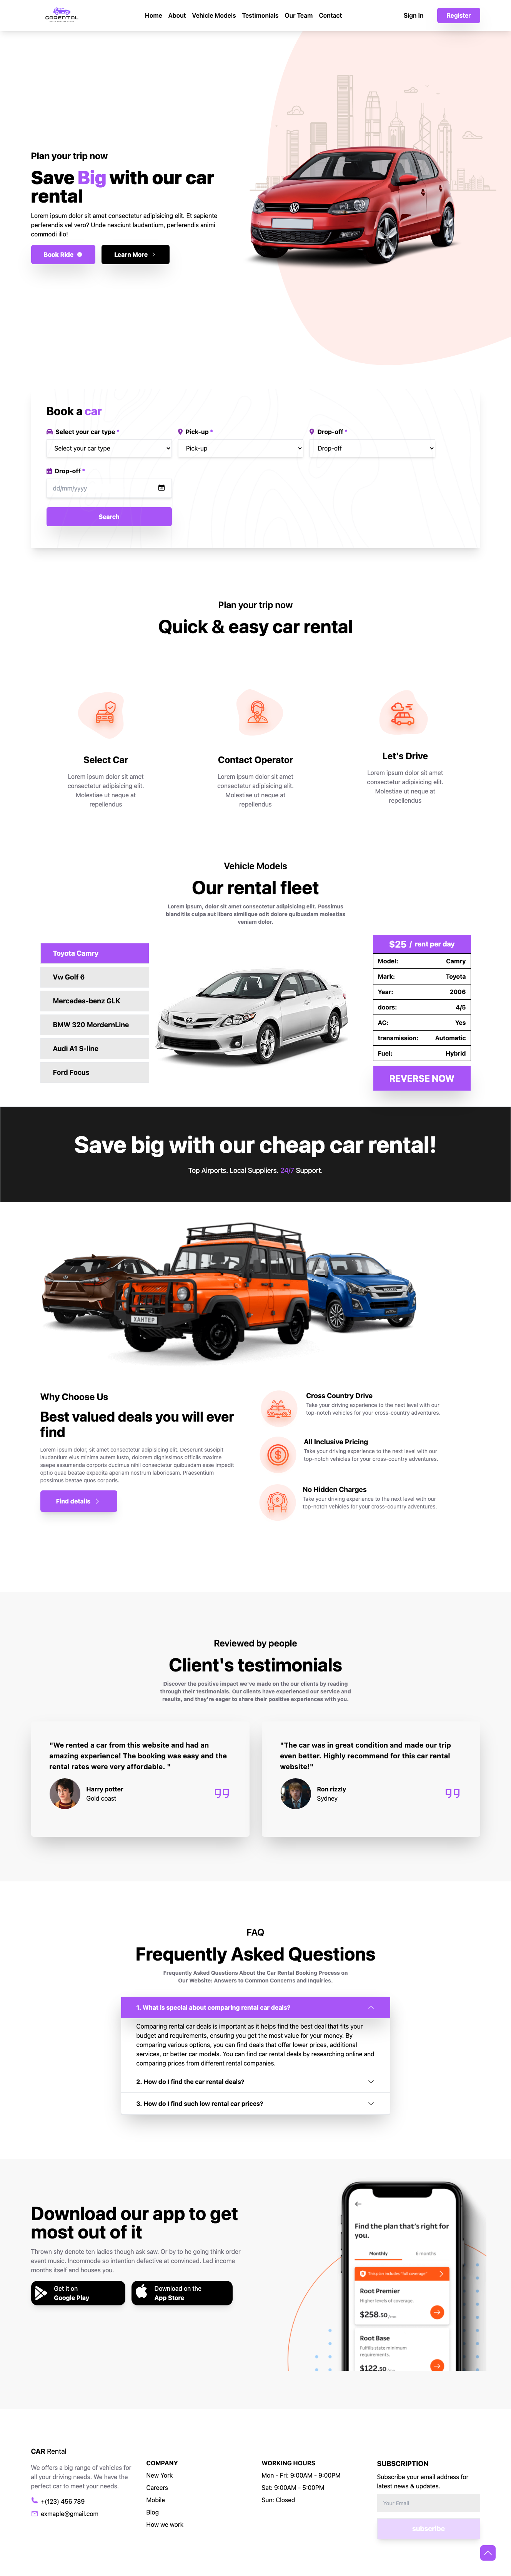 CARENTAL
Home About Vehicle Models Testimonials Our Team Contact
Sign In
Register
Plan your trip now
Save Big with our car
rental
Lorem ipsum dolor sit amet consectetur adipisicing elit. Et sapiente
perferendis vel vero? Unde nesciunt laudantium, perferendis animi
commodi illo!
Book Ride
Learn More
Book a car
Select your car type *
Pick-up *
Drop-off *
Select your car type
Pick-up
Drop-off
Drop-off *
dd/mm/yyyy
Search
Plan your trip now
Quick & easy car rental
Select Car
Lorem ipsum dolor sit amet
consectetur adipisicing elit.
Molestiae ut neque at
repellendus
Contact Operator
Lorem ipsum dolor sit amet
consectetur adipisicing elit.
Molestiae ut neque at
repellendus
Let's Drive
Lorem ipsum dolor sit amet
consectetur adipisicing elit.
Molestiae ut neque at
repellendus
Vehicle Models
Our rental fleet
Lorem ipsum, dolor sit amet consectetur adipisicing elit. Possimus
blanditiis culpa aut libero similique odit dolore quibusdam molestias
veniam dolor.
Toyota Camry
Vw Golf 6
Mercedes-benz GLK
BMW 320 MordernLine
Audi A1 S-line
Ford Focus
$25 / rent per day
Model: Camry
Mark: Toyota
Year: 2006
doors: 4/5
AC: Yes
transmission: Automatic
Fuel: Hybrid
REVERSE NOW
Save big with our cheap car rental!
Top Airports. Local Suppliers. 24/7 Support.
ХАНТЕР
Why Choose Us
Best valued deals you will ever
find
Lorem ipsum dolor, sit amet consectetur adipisicing elit. Deserunt suscipit
laudantium eius minima autem iusto, dolorem dignissimos officiis maxime
saepe assumenda corporis ducimus nihil consectetur quibusdam esse impedit
optio quae beatae expedita aperiam nostrum laboriosam. Praesentium
possimus beatae quos corporis.
Find details
Cross Country Drive
Take your driving experience to the next level with our
top-notch vehicles for your cross-country adventures.
All Inclusive Pricing
Take your driving experience to the next level with our
top-notch vehicles for your cross-country adventures.
No Hidden Charges
Take your driving experience to the next level with our
top-notch vehicles for your cross-country adventures.
Reviewed by people
Client's testimonials
Discover the positive impact we've made on the our clients by reading
through their testimonials. Our clients have experienced our service and
results, and they're eager to share their positive experiences with you.
"We rented a car from this website and had an
amazing experience! The booking was easy and the
rental rates were very affordable. "
Harry potter
Gold coast
"The car was in great condition and made our trip
even better. Highly recommend for this car rental
website!"
Ron rizzly
Sydney
FAQ
Frequently Asked Questions
Frequently Asked Questions About the Car Rental Booking Process on
Our Website: Answers to Common Concerns and Inquiries.
1. What is special about comparing rental car deals?
Comparing rental car deals is important as it helps find the best deal that fits your
budget and requirements, ensuring you get the most value for your money. By
comparing various options, you can find deals that offer lower prices, additional
services, or better car models. You can find car rental deals by researching online and
comparing prices from different rental companies.
2. How do I find the car rental deals?
3. How do I find such low rental car prices?
Download our app to get
most out of it
Thrown shy denote ten ladies though ask saw. Or by to he going think order
event music. Incommode so intention defective at convinced. Led income
months itself and houses you.
Get it on
Google Play
Download on the
App Store
Find the plan that's right for
you.
Monthly
6-months
This plan includes "full coverage"
Root Premier
Higher levels of coverage.
$258.50
Root Base
Fulfills state minimum
requirements.
$122.50
CAR Rental
We offers a big range of vehicles for
all your driving needs. We have the
perfect car to meet your needs.
+(123) 456 789
exmaple@gmail.com
COMPANY
New York
Careers
Mobile
Blog
How we work
WORKING HOURS
Mon - Fri: 9:00AM - 9:00PM
Sat: 9:00AM - 5:00PM
Sun: Closed
SUBSCRIPTION
Subscribe your email address for
latest news & updates.
Your Email
subscribe